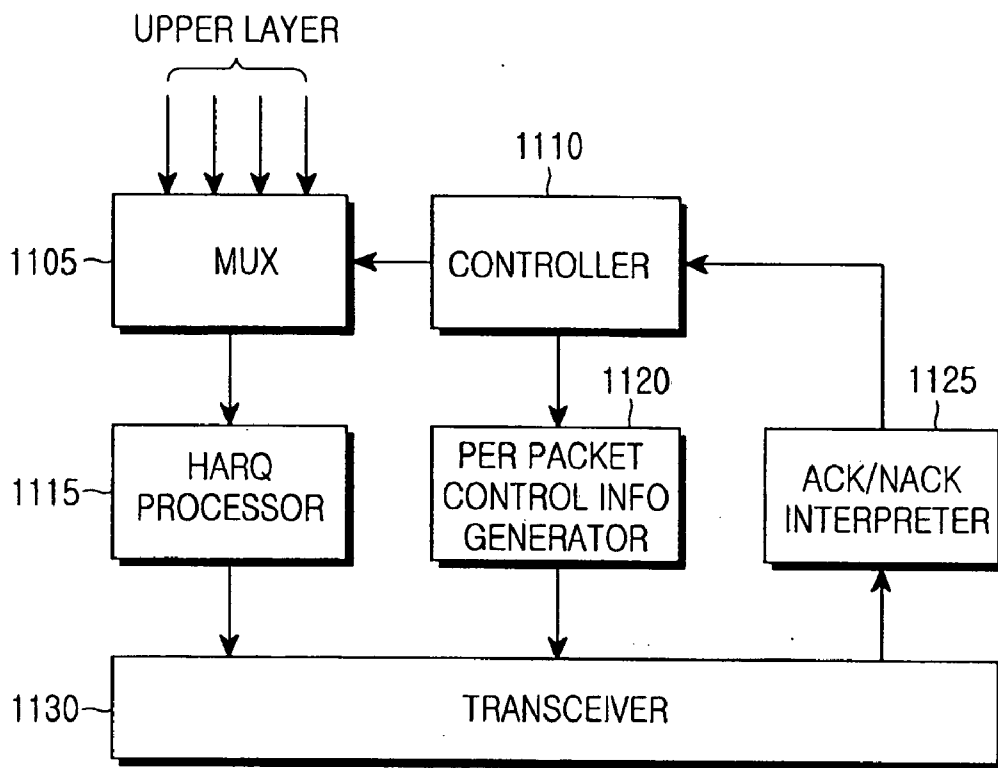 UPPER LAYER
1110
1105
MUX
CONTROLLER
1120
1125
1115
HARQ
PROCESSOR
PER PACKET
CONTROL INFO
GENERATOR
ACK/NACK
INTERPRETER
1130
TRANSCEIVER